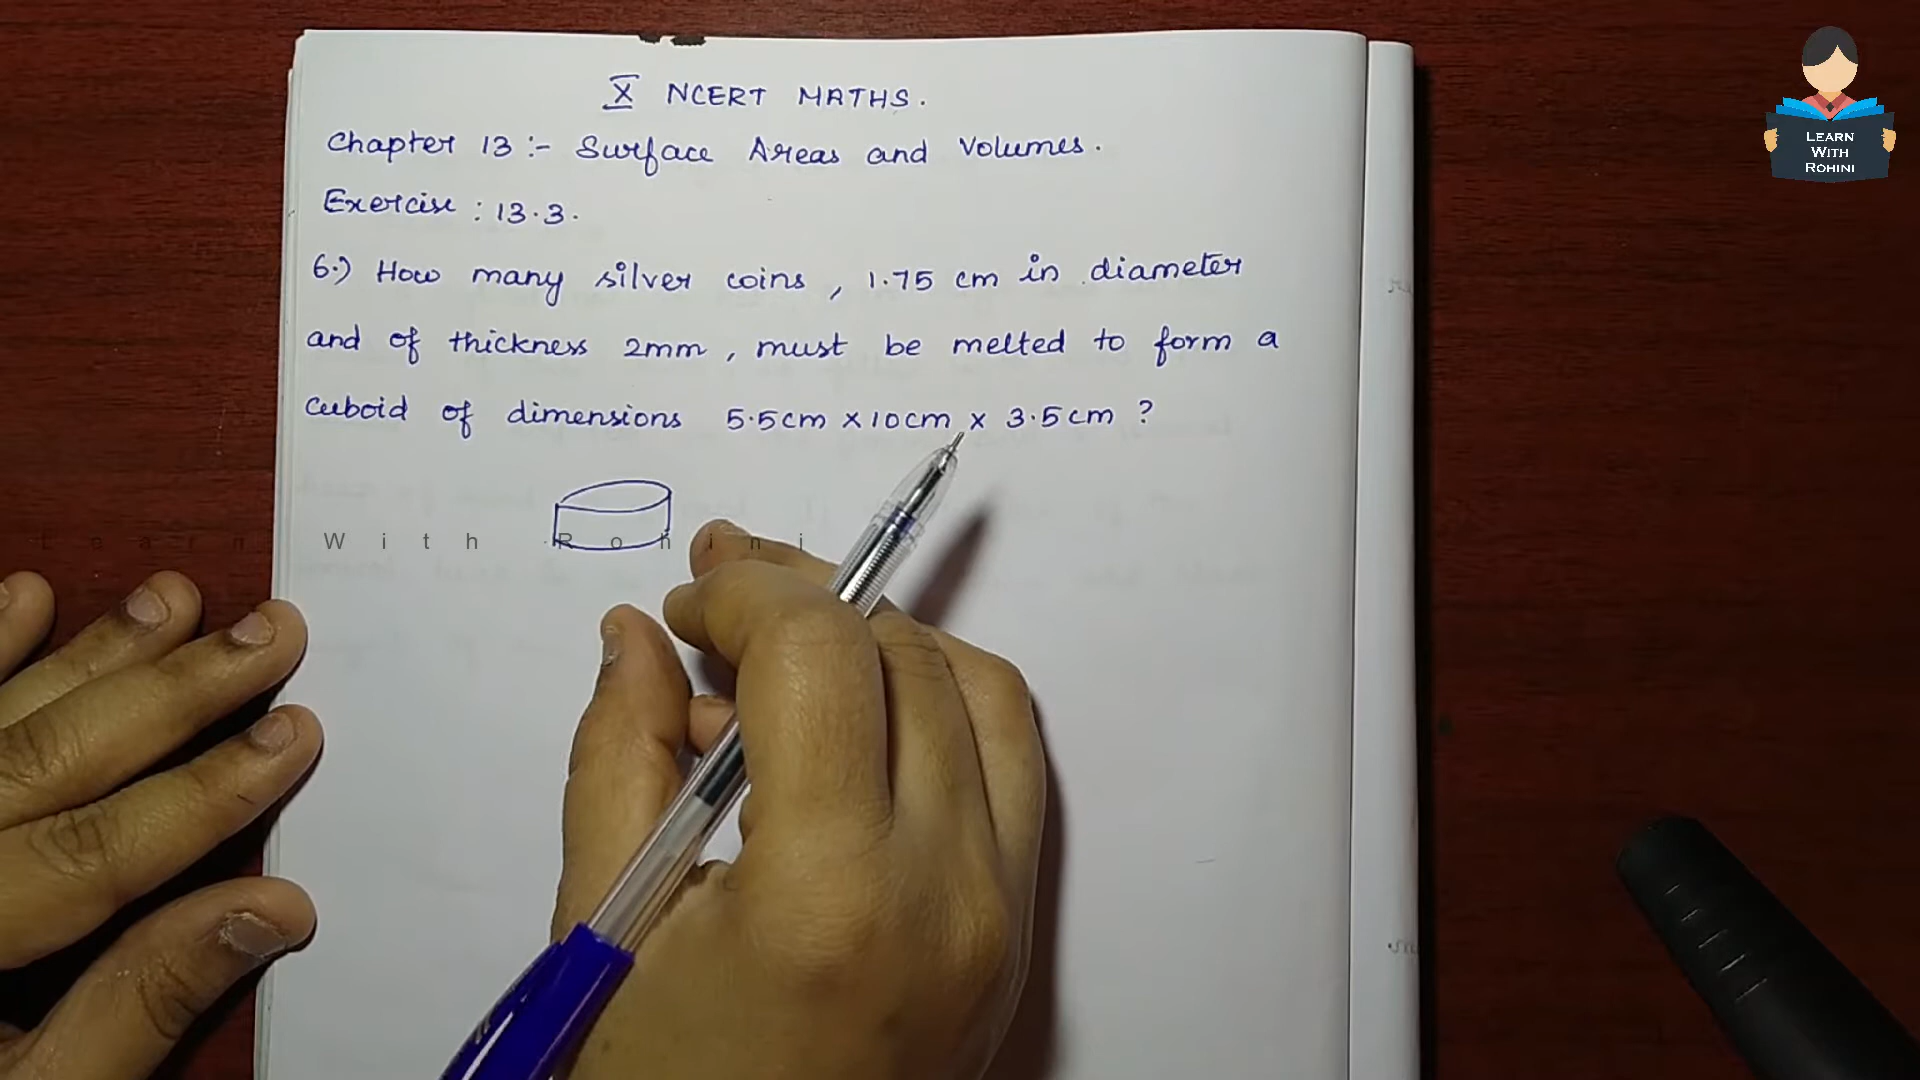 X NCERT MATHS.
Chapter 13 :- Surface Areas and Volumes.
Exercise : 13.3.
6.) How many silver coins, 1.75 cm in diameter
and of thickness 2mm, must be melted to form a
cuboid of dimensions 5.5cm x 10cm x 3.5cm ?
Learn With Rohini
LEARN
WITH
ROHINI